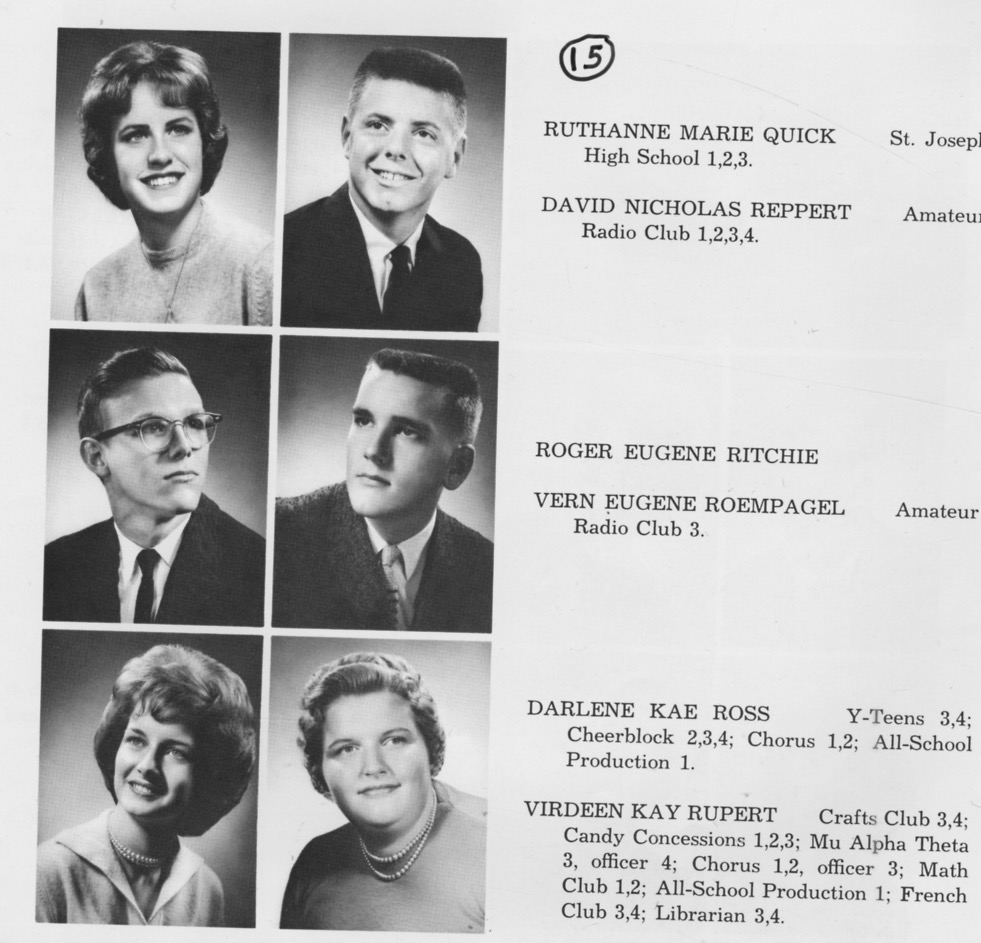 15
RUTHANNE MARIE QUICK St. Joseph
High School 1,2,3.
DAVID NICHOLAS REPPERT Amateur
Radio Club 1,2,3,4.
ROGER EUGENE RITCHIE
VERN EUGENE ROEMPAGEL Amateur
Radio Club 3.
DARLENE KAE ROSS Y-Teens 3,4;
Cheerblock 2,3,4; Chorus 1,2; All-School
Production 1.
VIRDEEN KAY RUPERT Crafts Club 3,4;
Candy Concessions 1,2,3; Mu Alpha Theta
3, officer 4; Chorus 1,2, officer 3; Math
Club 1,2; All-School Production 1; French
Club 3,4; Librarian 3,4.